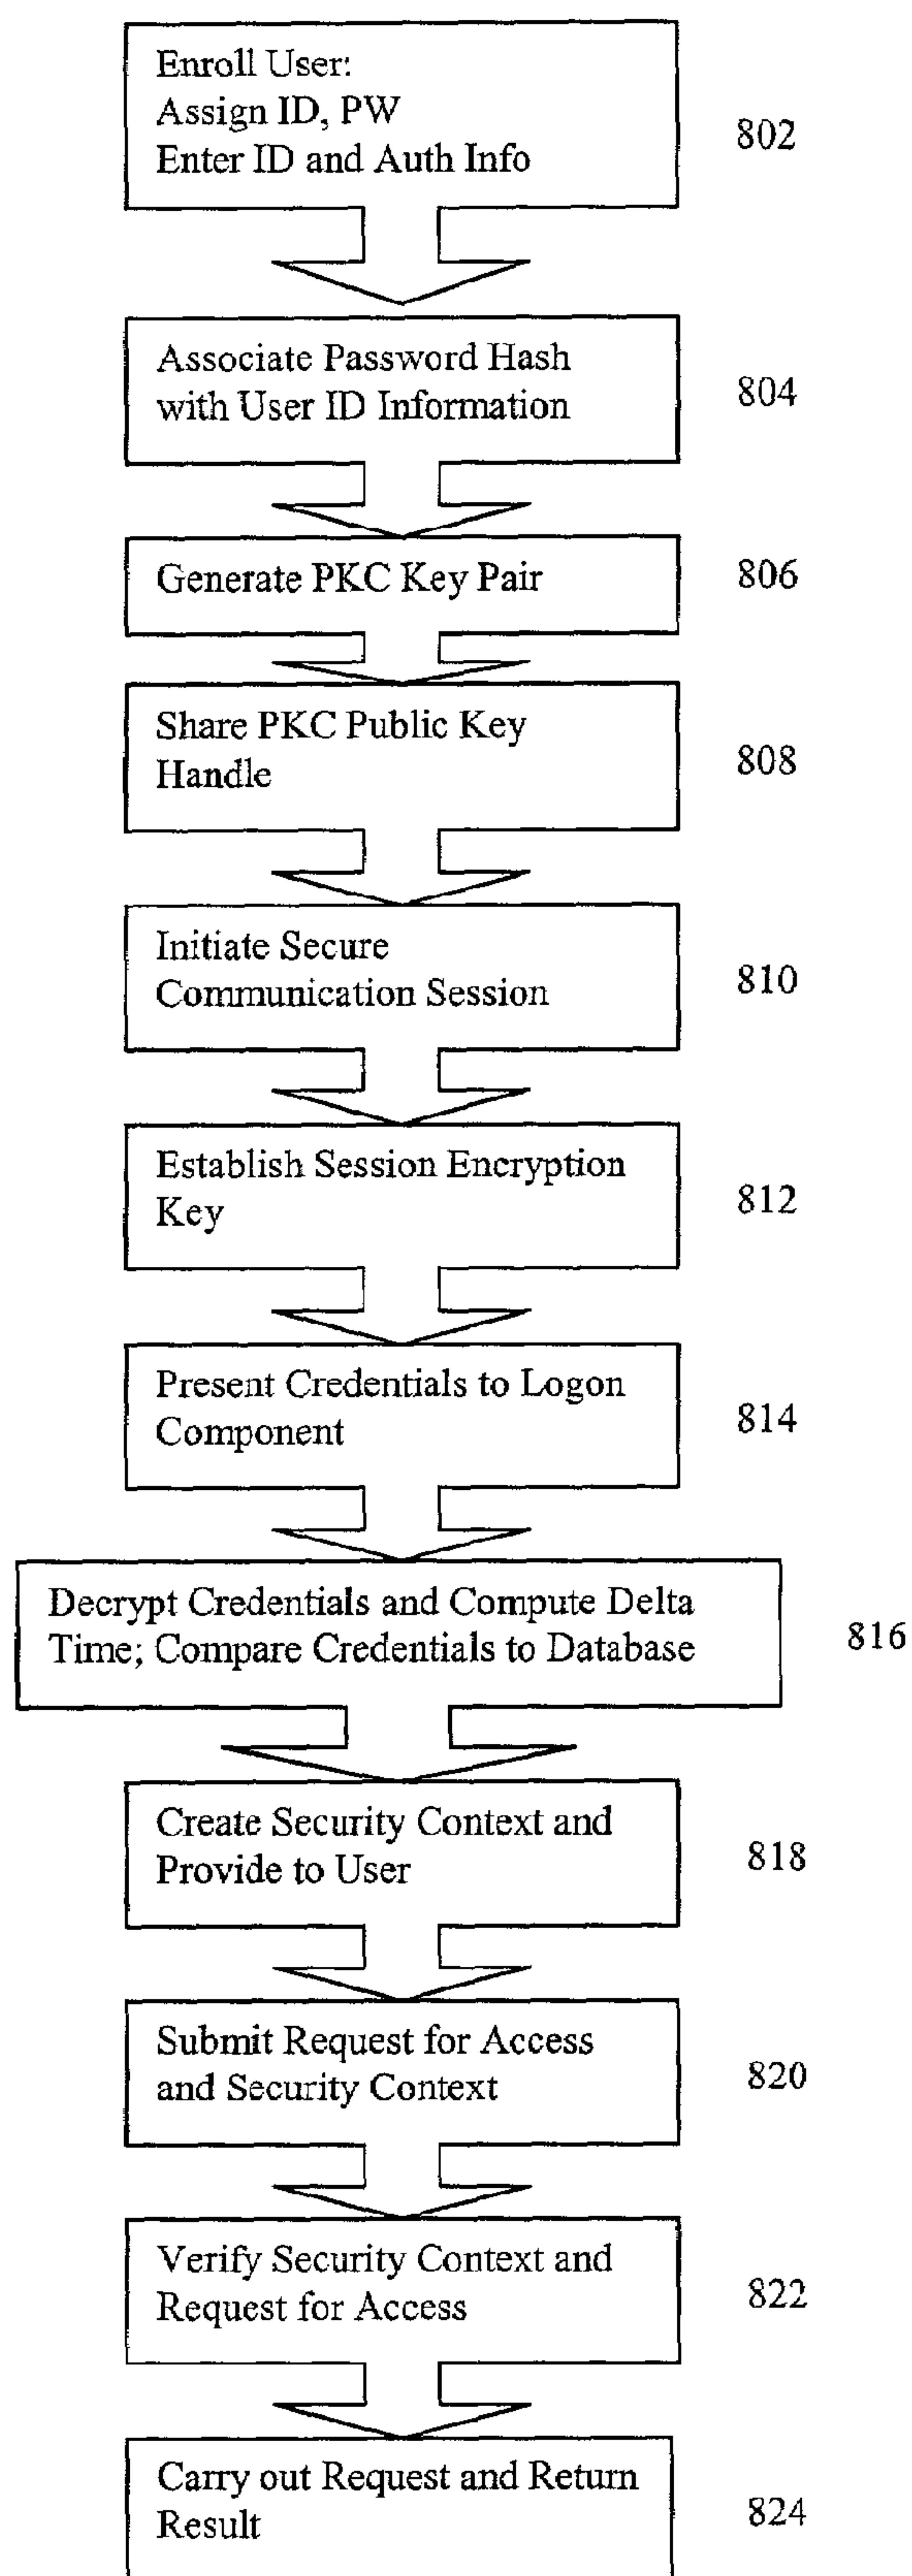 Enroll User:
Assign ID, PW
Enter ID and Auth Info
802
Associate Password Hash
with User ID Information
804
Generate PKC Key Pair
806
Share PKC Public Key
Handle
808
Initiate Secure
Communication Session
810
Establish Session Encryption
Key
812
Present Credentials to Logon
Component
814
Decrypt Credentials and Compute Delta
Time; Compare Credentials to Database
816
Create Security Context and
Provide to User
818
Submit Request for Access
and Security Context
820
Verify Security Context and
Request for Access
822
Carry out Request and Return
Result
824